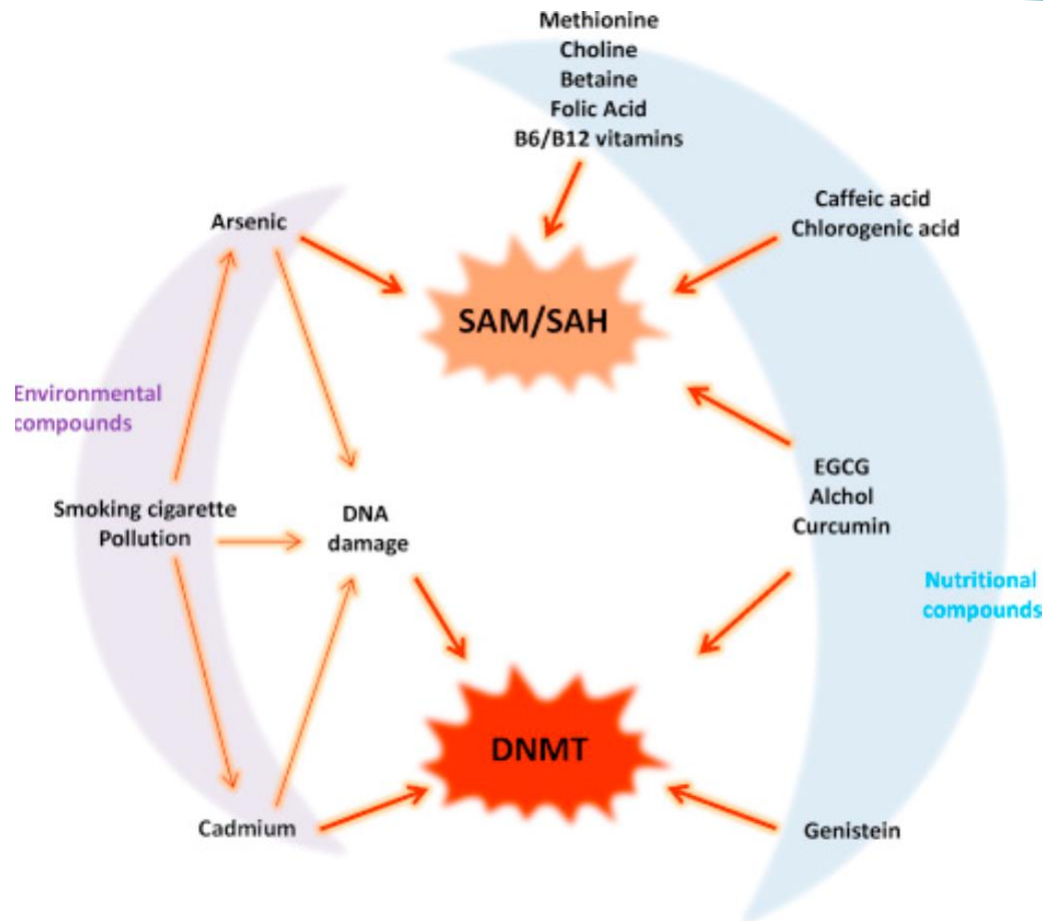 Methionine
Choline
Betaine
Folic Acid
B6/B12 vitamins
Caffeic acid
Chlorogenic acid
Arsenic
SAM/SAH
Environmental
compounds
EGCG
Alchol
Curcumin
Smoking cigarette
Pollution
DNA
damage
Nutritional
compounds
DNMT
Cadmium
Genistein